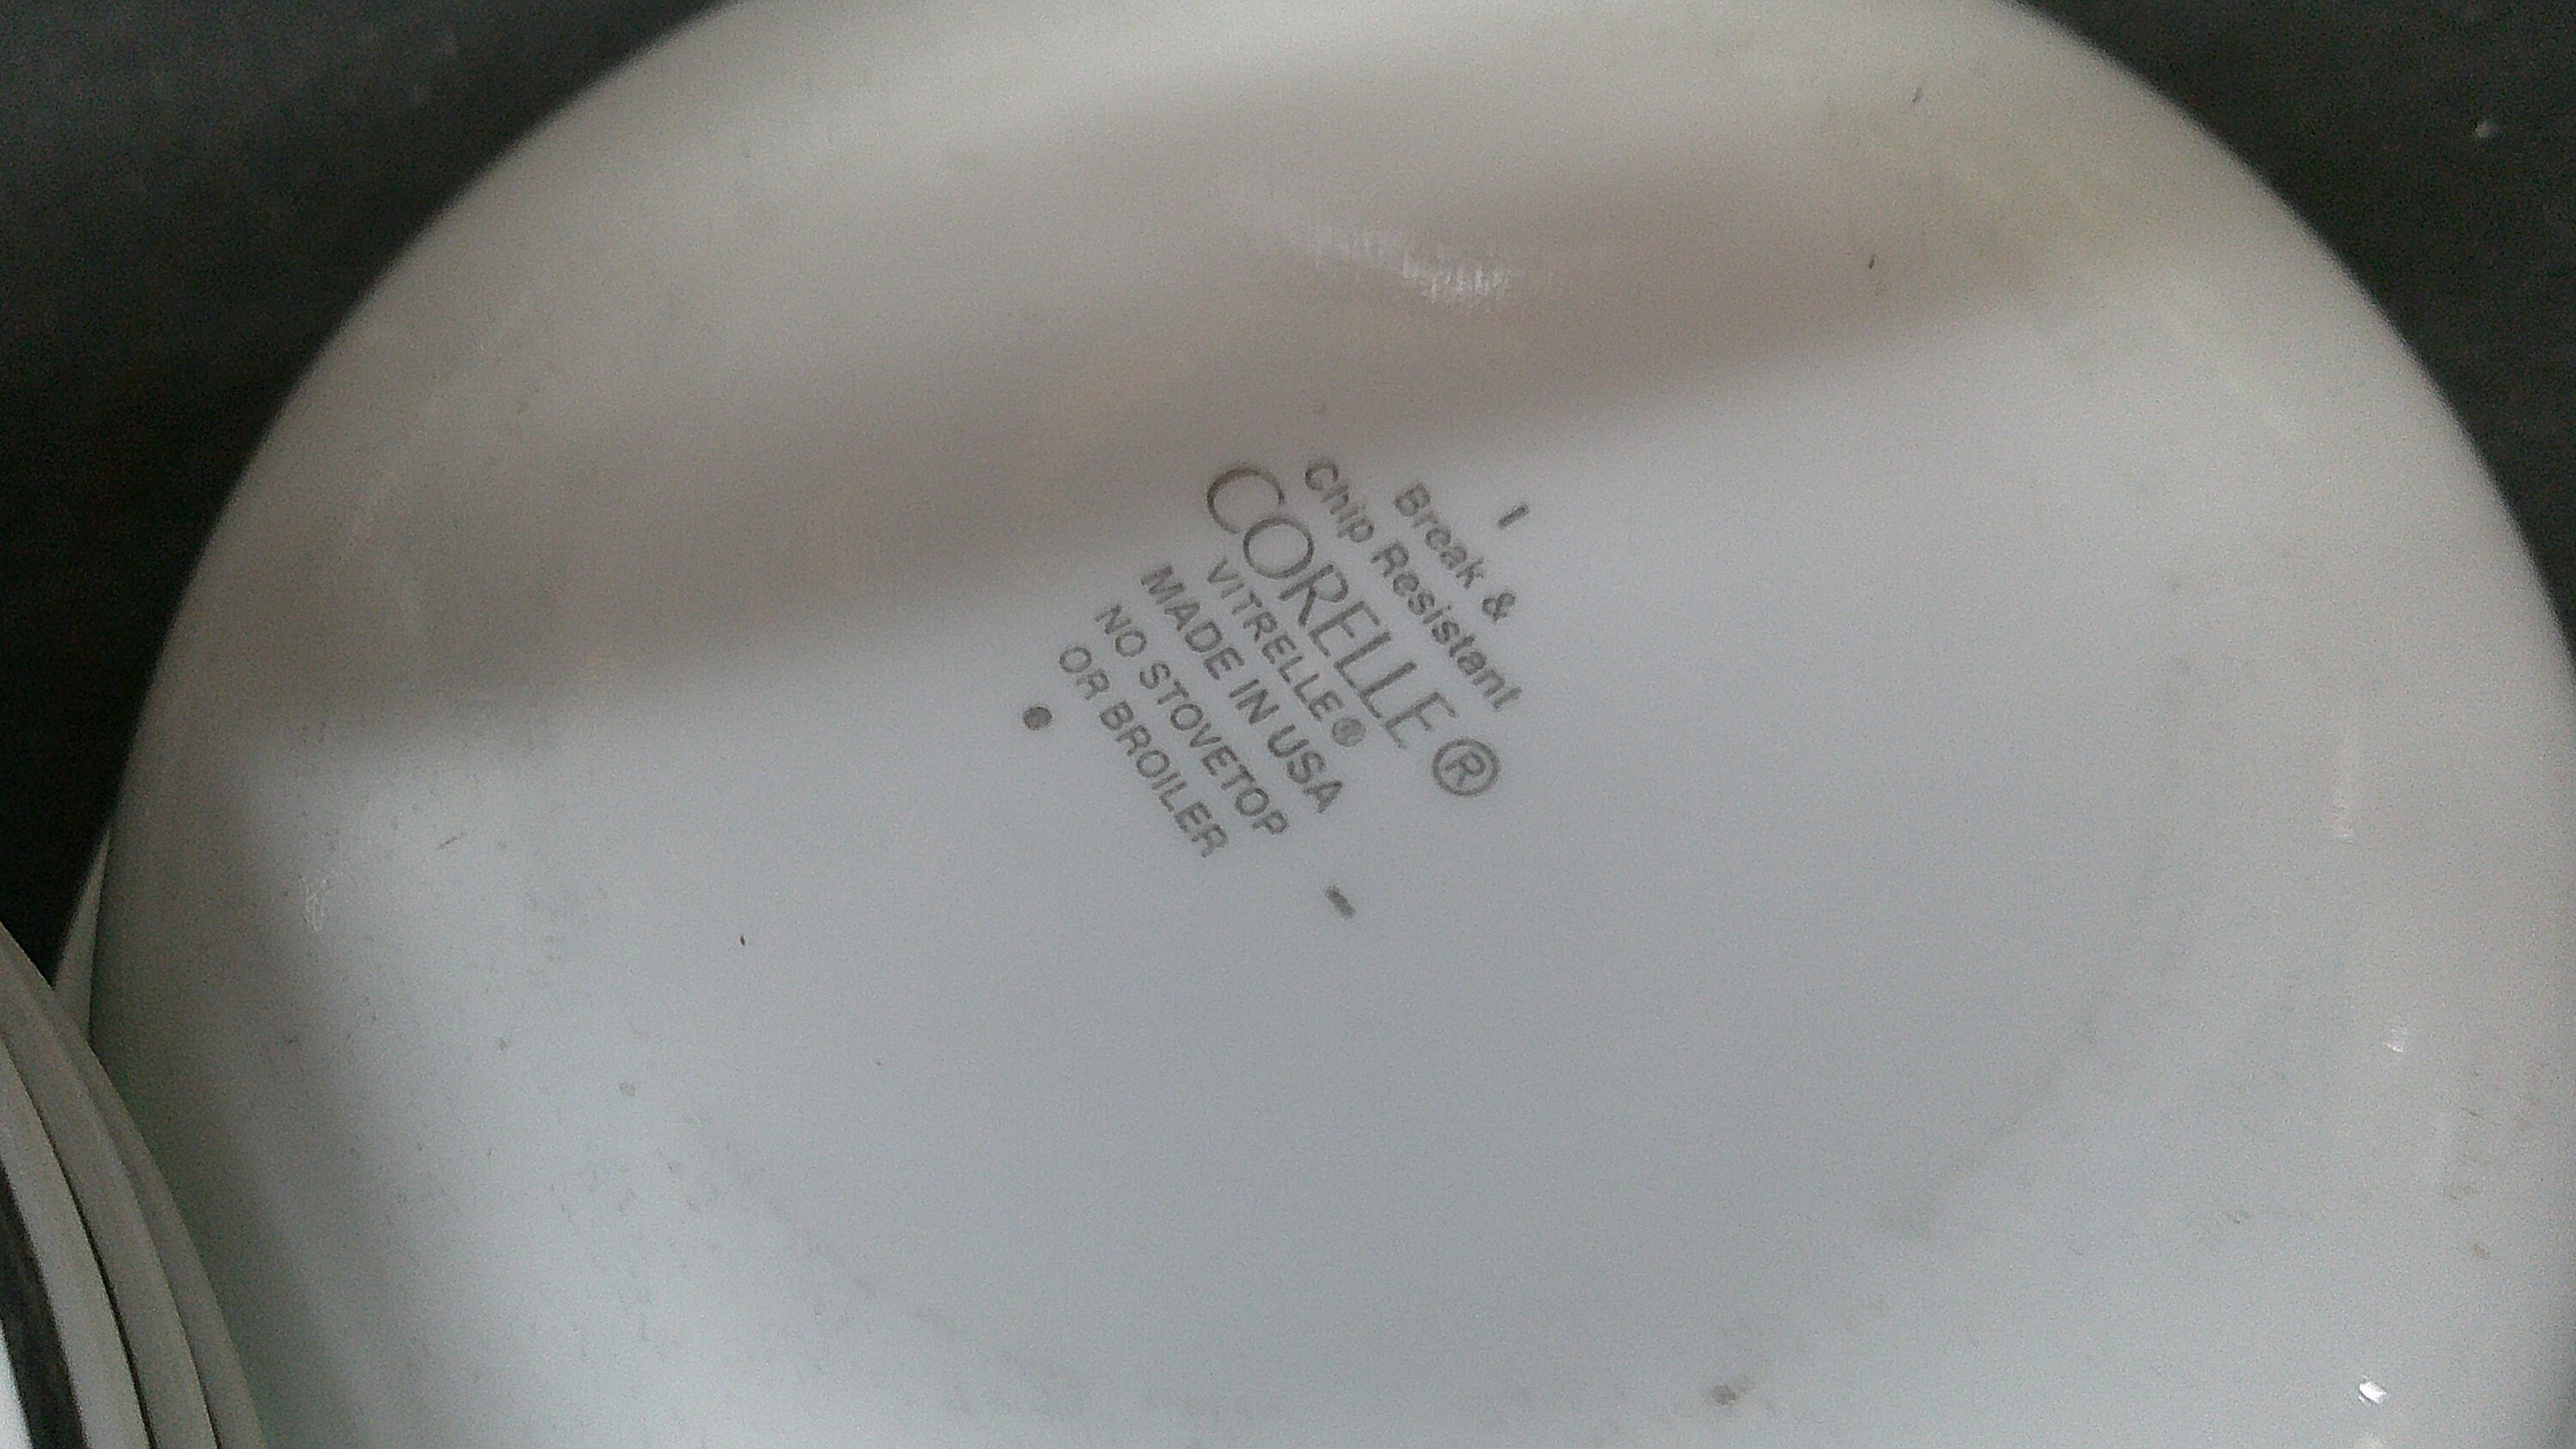 Break &
Chip Resistant
CORELLE ®
VITRELLE®
MADE IN USA
NO STOVETOP
OR BROILER